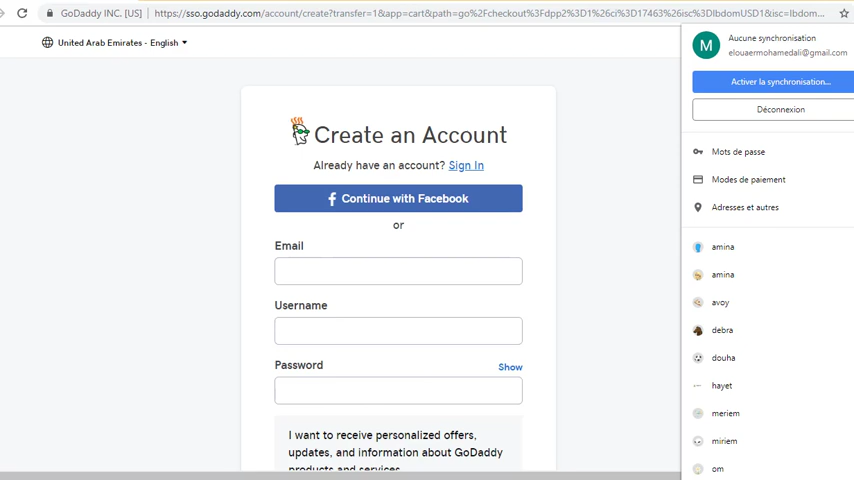 GoDaddy INC. [US]
https://sso.godaddy.com/account/create?transfer=1&app=cart&path=go%2Fcheckout%3Fdpp2%3D1%26ci%3D17463%26isc%3DlbdomUSD1&isc=lbdom...
United Arab Emirates - English
Create an Account
Already have an account? Sign In
Continue with Facebook
or
Email
Username
Password
Show
I want to receive personalized offers,
updates, and information about GoDaddy
products and services.
M
Aucune synchronisation
elouaermohamedali@gmail.com
Activer la synchronisation...
Déconnexion
Mots de passe
Modes de paiement
Adresses et autres
amina
amina
avoy
debra
douha
hayet
meriem
miriem
om